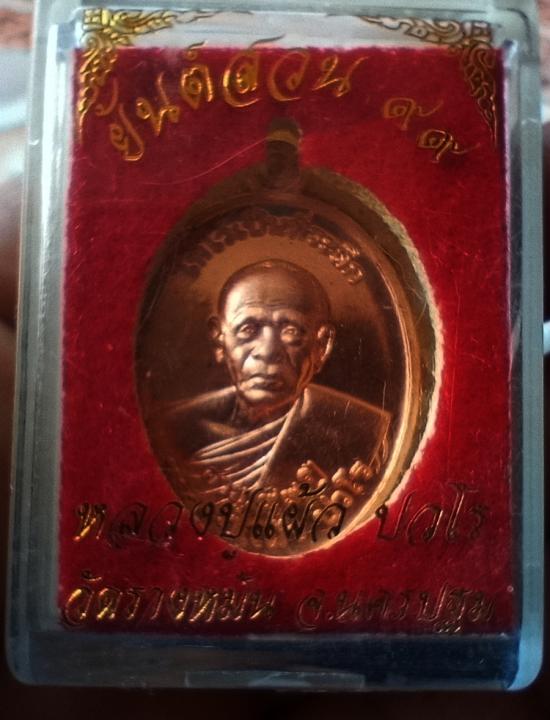 ย้นต์สวน ๙๙
หลวงปู่แผ้ว ปวโร
วัดรางหมัน จ.นครปฐม